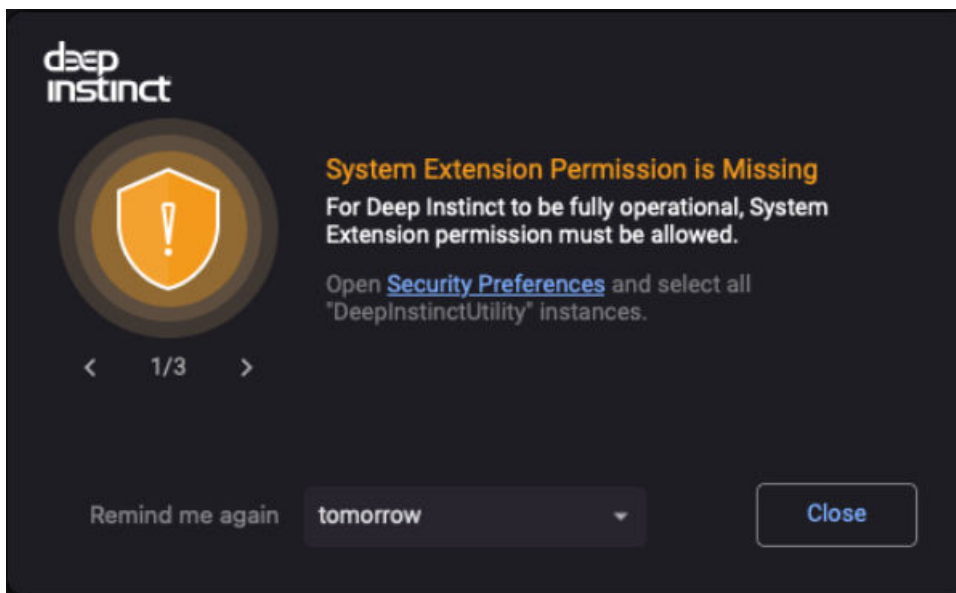 deep
instinct
System Extension Permission is Missing
For Deep Instinct to be fully operational, System
Extension permission must be allowed.
Open Security Preferences and select all
"DeepInstinctUtility" instances.
< 1/3 >
Remind me again tomorrow Close